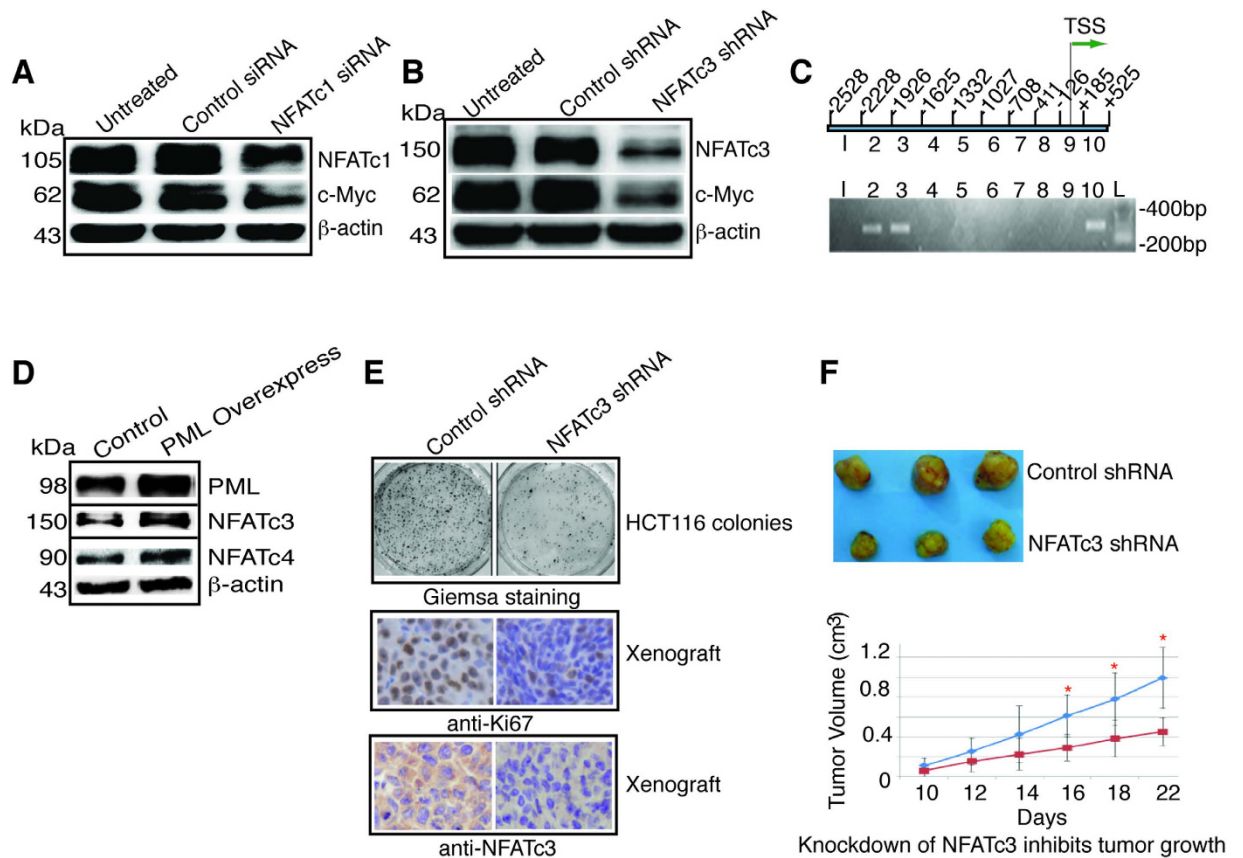 A
Untreated
Control siRNA
NFATc1 siRNA
kDa
105
NFATc1
62
c-Myc
43
β-actin
B
Untreated
Control shRNA
NFATc3 shRNA
kDa
150
NFATc3
62
c-Myc
43
β-actin
C
TSS
-2528
-2228
-1926
-1625
-1332
-1027
-708
-411
-126
+185
+525
I 2 3 4 5 6 7 8 9 10
I 2 3 4 5 6 7 8 9 10 L
-400bp
-200bp
D
Control
PML Overexpress
kDa
98
PML
150
NFATc3
90
NFATc4
43
β-actin
E
Control shRNA
NFATc3 shRNA
HCT116 colonies
Giemsa staining
Xenograft
anti-Ki67
Xenograft
anti-NFATc3
F
Control shRNA
NFATc3 shRNA
Tumor Volume (cm3)
1.2
0.8
0.4
0
* * *
10 12 14 16 18 22
Days
Knockdown of NFATc3 inhibits tumor growth